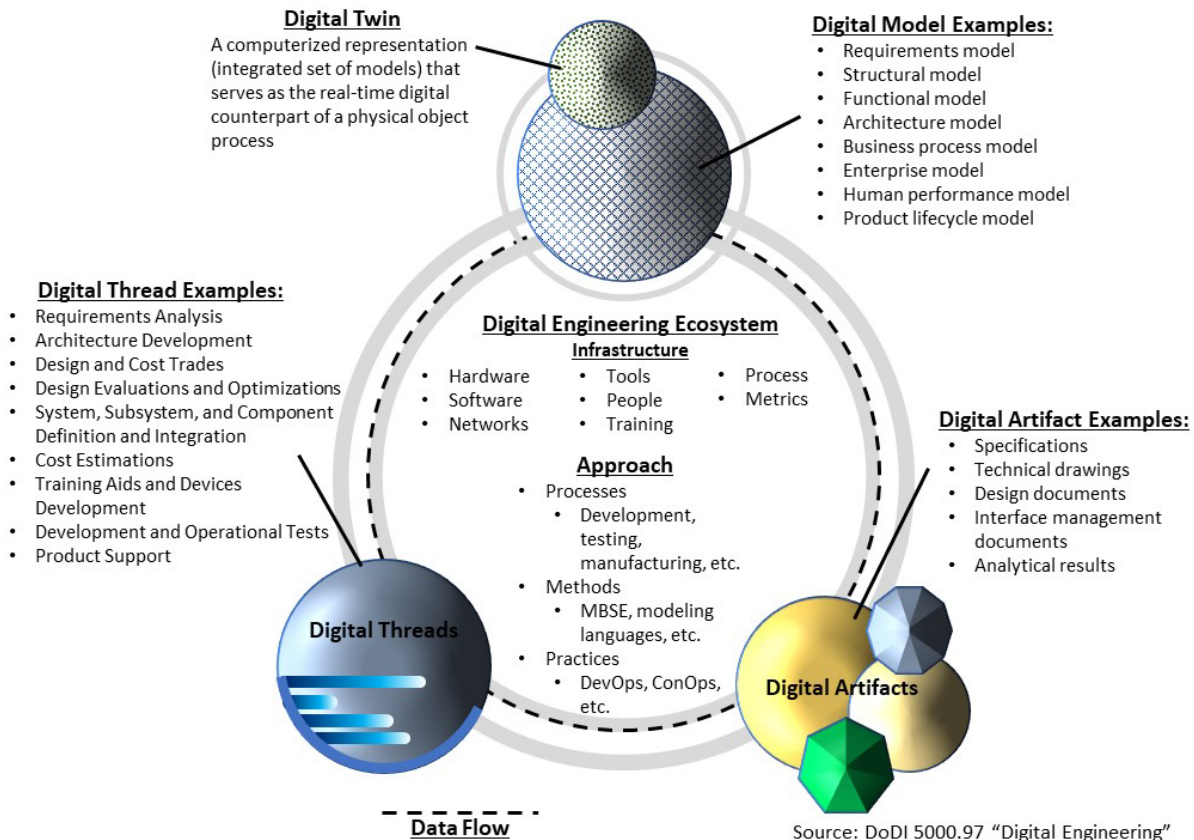 Digital Twin
A computerized representation
(integrated set of models) that
serves as the real-time digital
counterpart of a physical object
process
Digital Model Examples:
• Requirements model
• Structural model
• Functional model
• Architecture model
• Business process model
• Enterprise model
• Human performance model
• Product lifecycle model
Digital Thread Examples:
• Requirements Analysis
• Architecture Development
• Design and Cost Trades
• Design Evaluations and Optimizations
• System, Subsystem, and Component
Definition and Integration
• Cost Estimations
• Training Aids and Devices
Development
• Development and Operational Tests
• Product Support
Digital Engineering Ecosystem
Infrastructure
• Hardware
• Software
• Networks
• Tools
• People
• Training
• Process
• Metrics
Approach
• Processes
• Development,
testing,
manufacturing, etc.
• Methods
• MBSE, modeling
languages, etc.
• Practices
• DevOps, ConOps,
etc.
Digital Artifact Examples:
• Specifications
• Technical drawings
• Design documents
• Interface management
documents
• Analytical results
Digital Threads
Digital Artifacts
Data Flow
Source: DoDI 5000.97 “Digital Engineering”